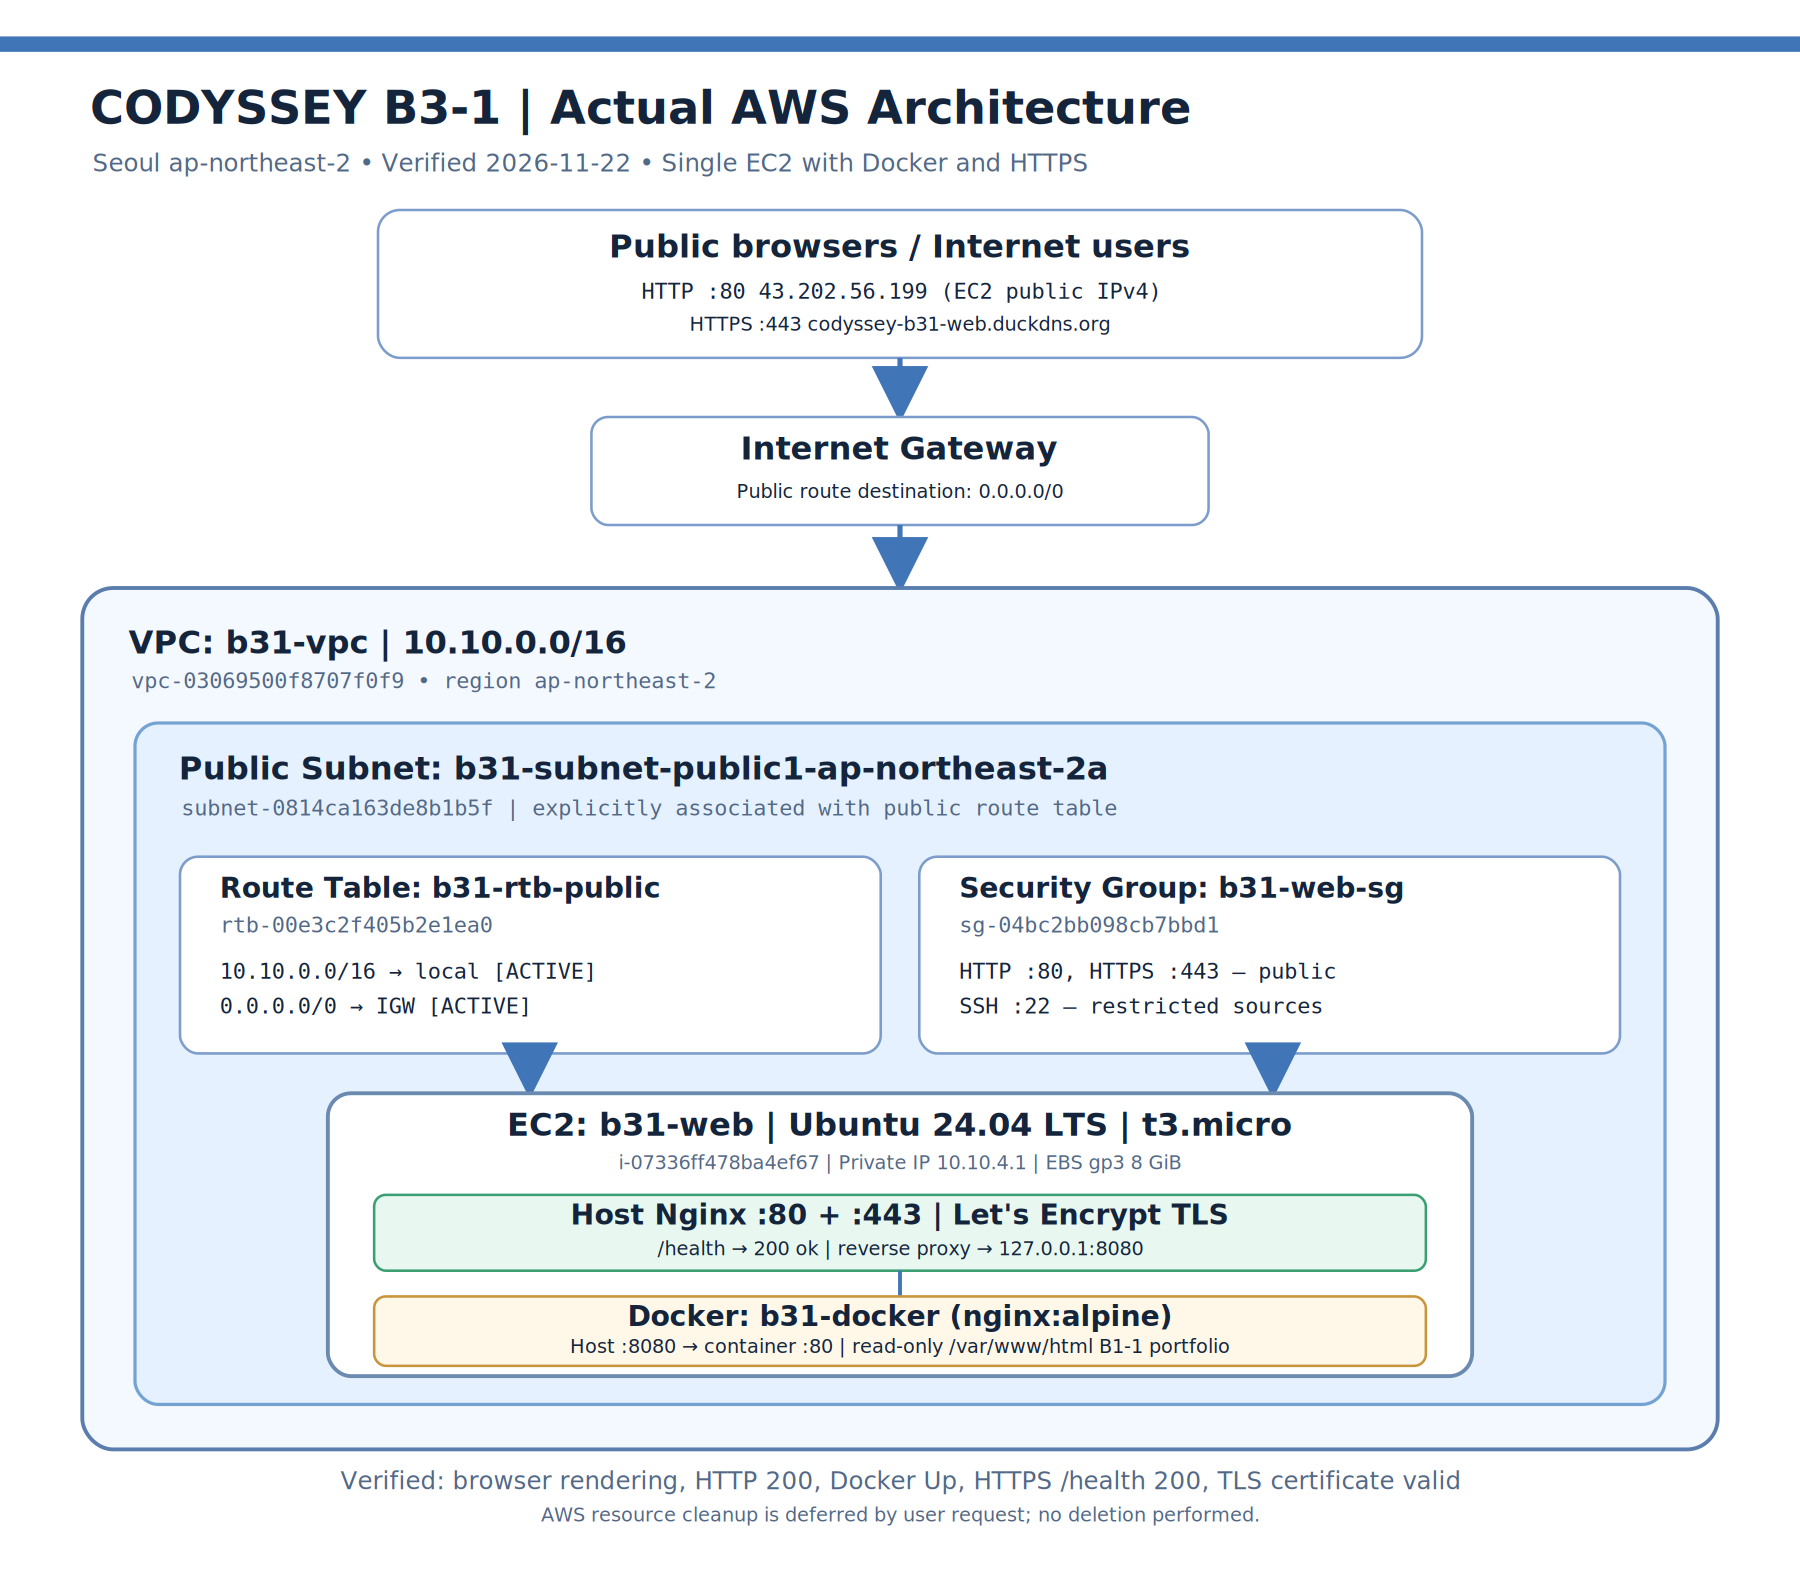 CODYSSEY B3-1 | Actual AWS Architecture
Seoul ap-northeast-2 • Verified 2026-11-22 • Single EC2 with Docker and HTTPS
Public browsers / Internet users
HTTP :80 43.202.56.199 (EC2 public IPv4)
HTTPS :443 codyssey-b31-web.duckdns.org
Internet Gateway
Public route destination: 0.0.0.0/0
VPC: b31-vpc | 10.10.0.0/16
vpc-03069500f8707f0f9 • region ap-northeast-2
Public Subnet: b31-subnet-public1-ap-northeast-2a
subnet-0814ca163de8b1b5f | explicitly associated with public route table
Route Table: b31-rtb-public
rtb-00e3c2f405b2e1ea0
10.10.0.0/16 → local [ACTIVE]
0.0.0.0/0 → IGW [ACTIVE]
Security Group: b31-web-sg
sg-04bc2bb098cb7bbd1
HTTP :80, HTTPS :443 — public
SSH :22 — restricted sources
EC2: b31-web | Ubuntu 24.04 LTS | t3.micro
i-07336ff478ba4ef67 | Private IP 10.10.4.1 | EBS gp3 8 GiB
Host Nginx :80 + :443 | Let's Encrypt TLS
/health → 200 ok | reverse proxy → 127.0.0.1:8080
Docker: b31-docker (nginx:alpine)
Host :8080 → container :80 | read-only /var/www/html B1-1 portfolio
Verified: browser rendering, HTTP 200, Docker Up, HTTPS /health 200, TLS certificate valid
AWS resource cleanup is deferred by user request; no deletion performed.